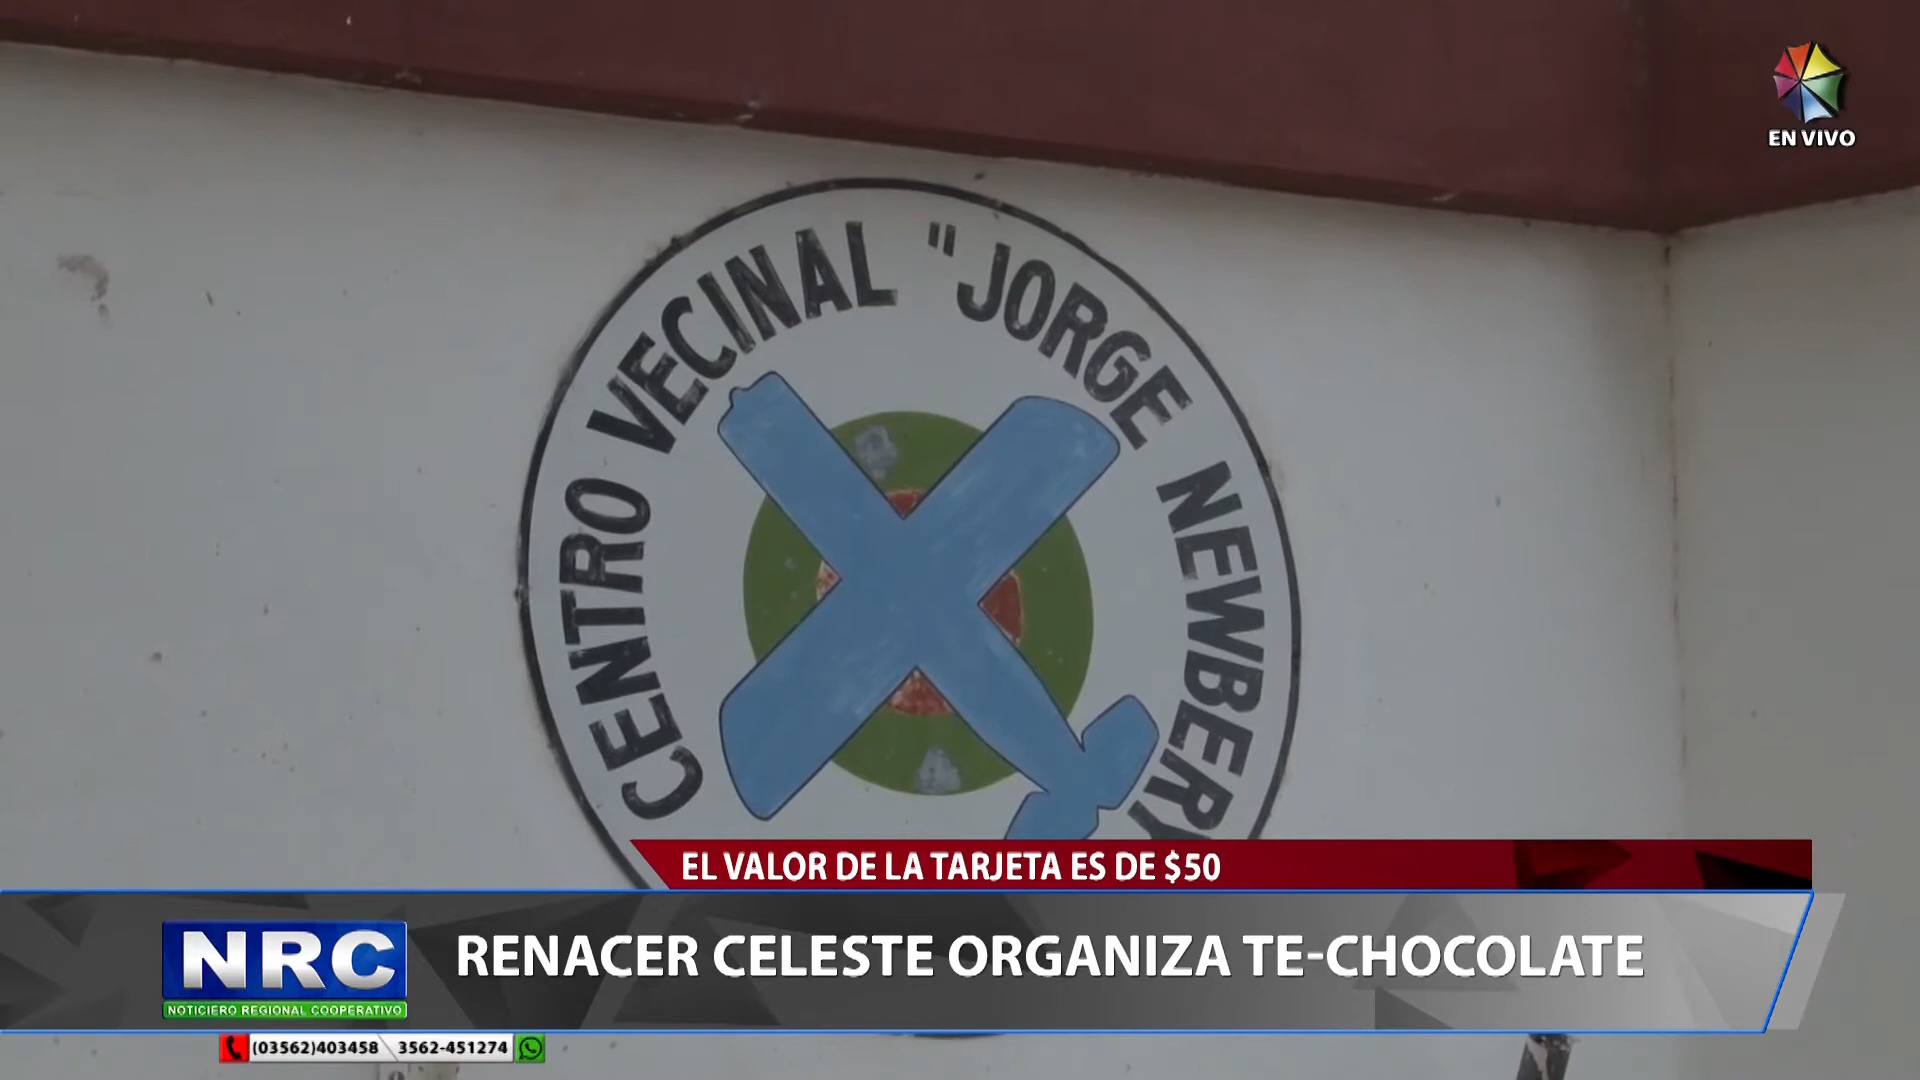 EN VIVO
CENTRO VECINAL "JORGE NEWBERY
EL VALOR DE LA TARJETA ES DE $50
NRC
RENACER CELESTE ORGANIZA TE-CHOCOLATE
NOTICIERO REGIONAL COOPERATIVO
(03562)403458 3562-451274